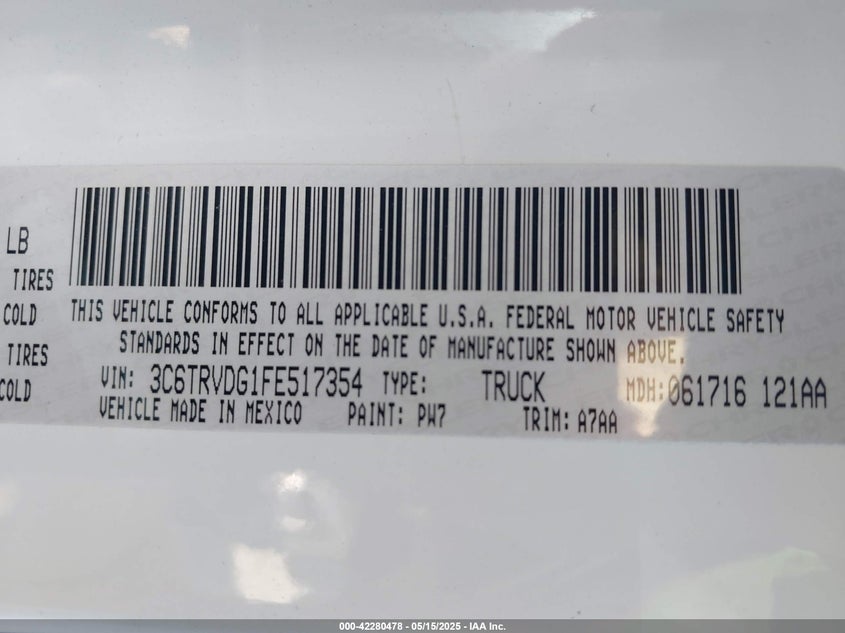 LB
TIRES
COLD
TIRES
COLD
THIS VEHICLE CONFORMS TO ALL APPLICABLE U.S.A. FEDERAL MOTOR VEHICLE SAFETY
STANDARDS IN EFFECT ON THE DATE OF MANUFACTURE SHOWN ABOVE.
VIN: 3C6TRVDG1FE517354 TYPE: TRUCK MDH:061716 121AA
VEHICLE MADE IN MEXICO PAINT: PW7 TRIM: A7AA
000-42280478 - 05/15/2025 - IAA Inc.